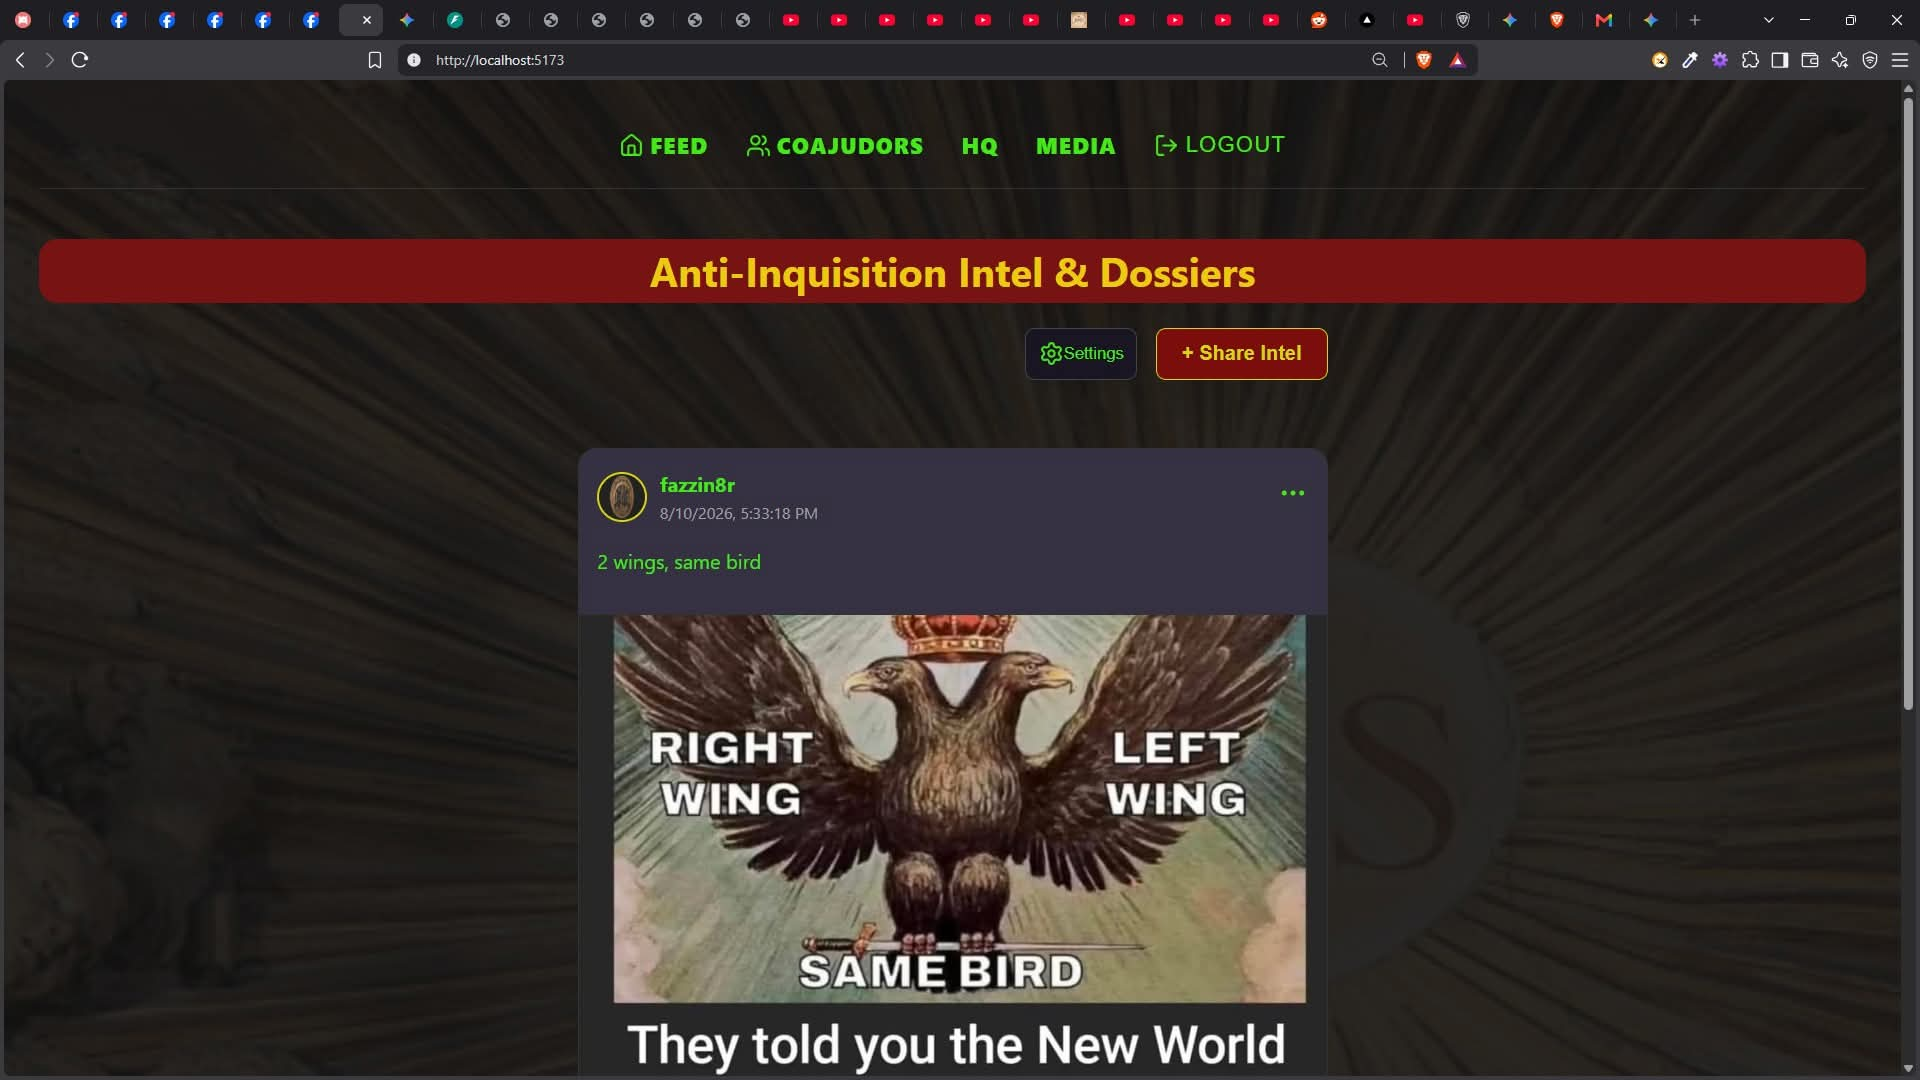 http://localhost:5173
FEED
COAJUDORS
HQ
MEDIA
LOGOUT
Anti-Inquisition Intel & Dossiers
Settings
+ Share Intel
fazzin8r
8/10/2026, 5:33:18 PM
2 wings, same bird
RIGHT
WING
LEFT
WING
SAME BIRD
They told you the New World